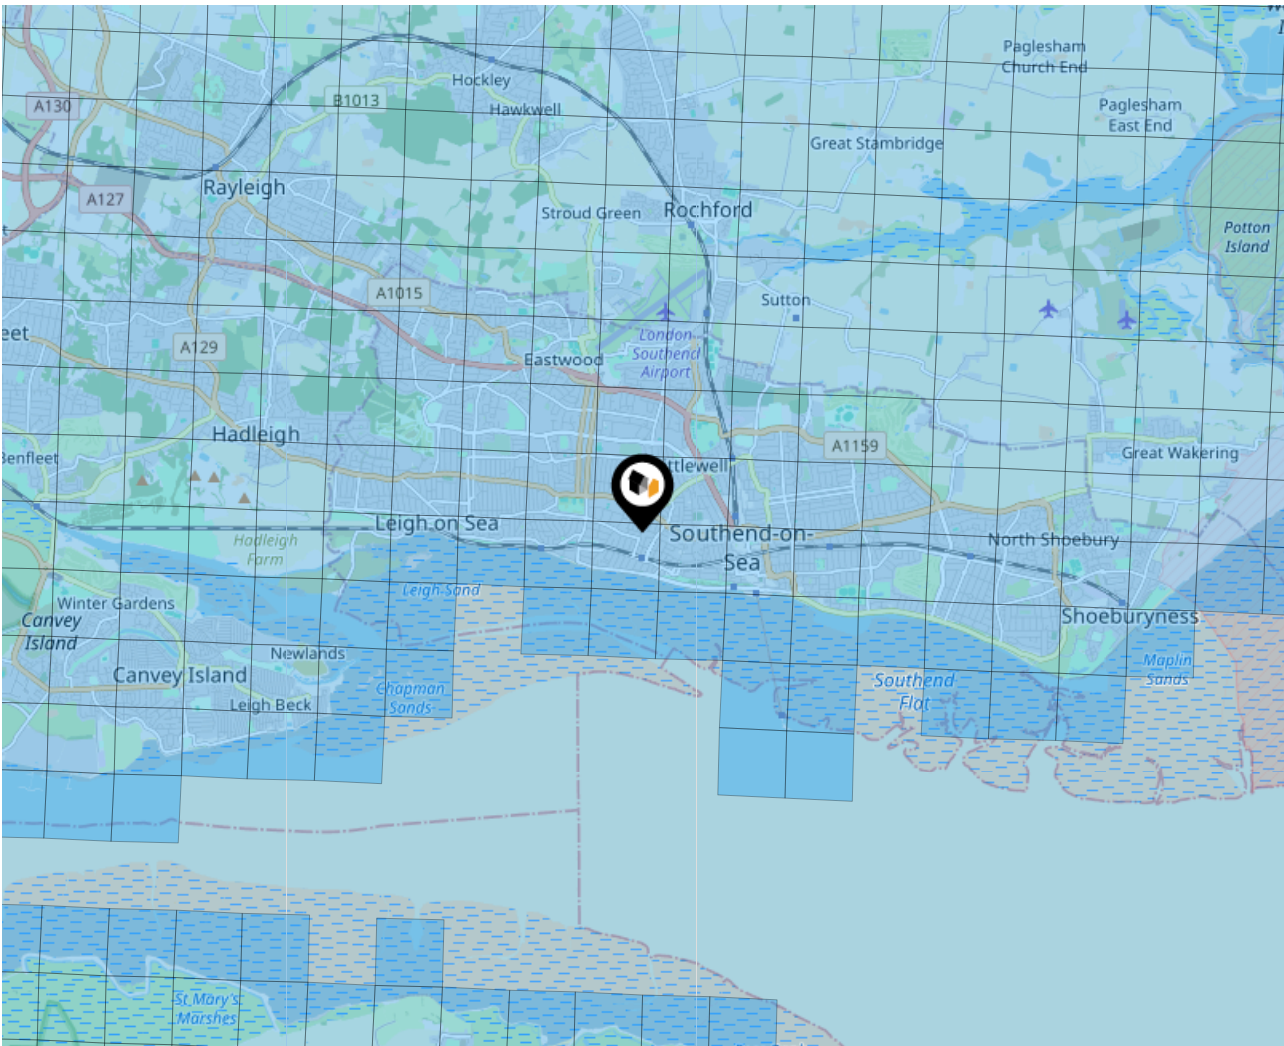 Paglesham
Church End
Hockley
B1013
A130
Hawkwell
Paglesham
East End
Great Stambridge
Rayleigh
A127
Stroud Green
Rochford
Potton
Island
A1015
Sutton
eet
London
Southend
Airport
A129
Eastwood
Hadleigh
A1159
Benfleet
ttlewell
Great Wakering
Leigh on Sea
Southend-on-
Sea
Hadleigh
Farm
North Shoebury
Leigh Sand
Winter Gardens
Canvey
Island
Shoeburyness
Newlands
Maplin
Sands
Canvey Island
Chapman
Sands
Southend
Flat
Leigh Beck
St Mary's
Marshes